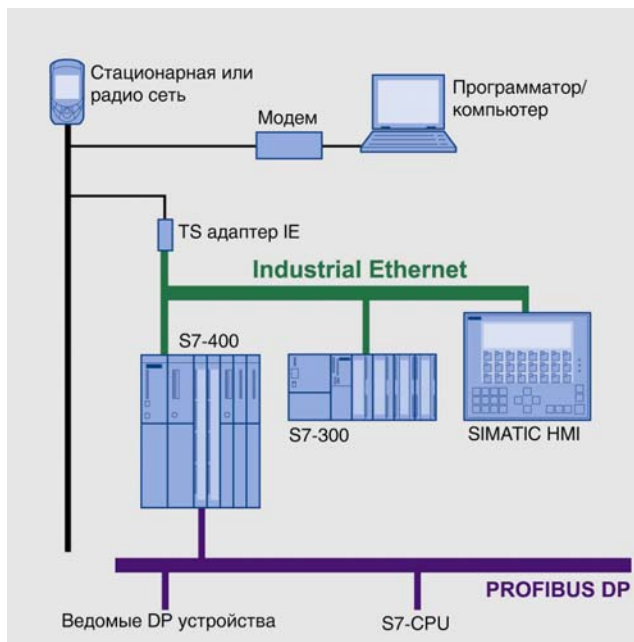 Стационарная или
радио сеть
Программатор/
компьютер
Модем
TS адаптер IE
Industrial Ethernet
S7-400
S7-300
SIMATIC HMI
PROFIBUS DP
Ведомые DP устройства
S7-CPU